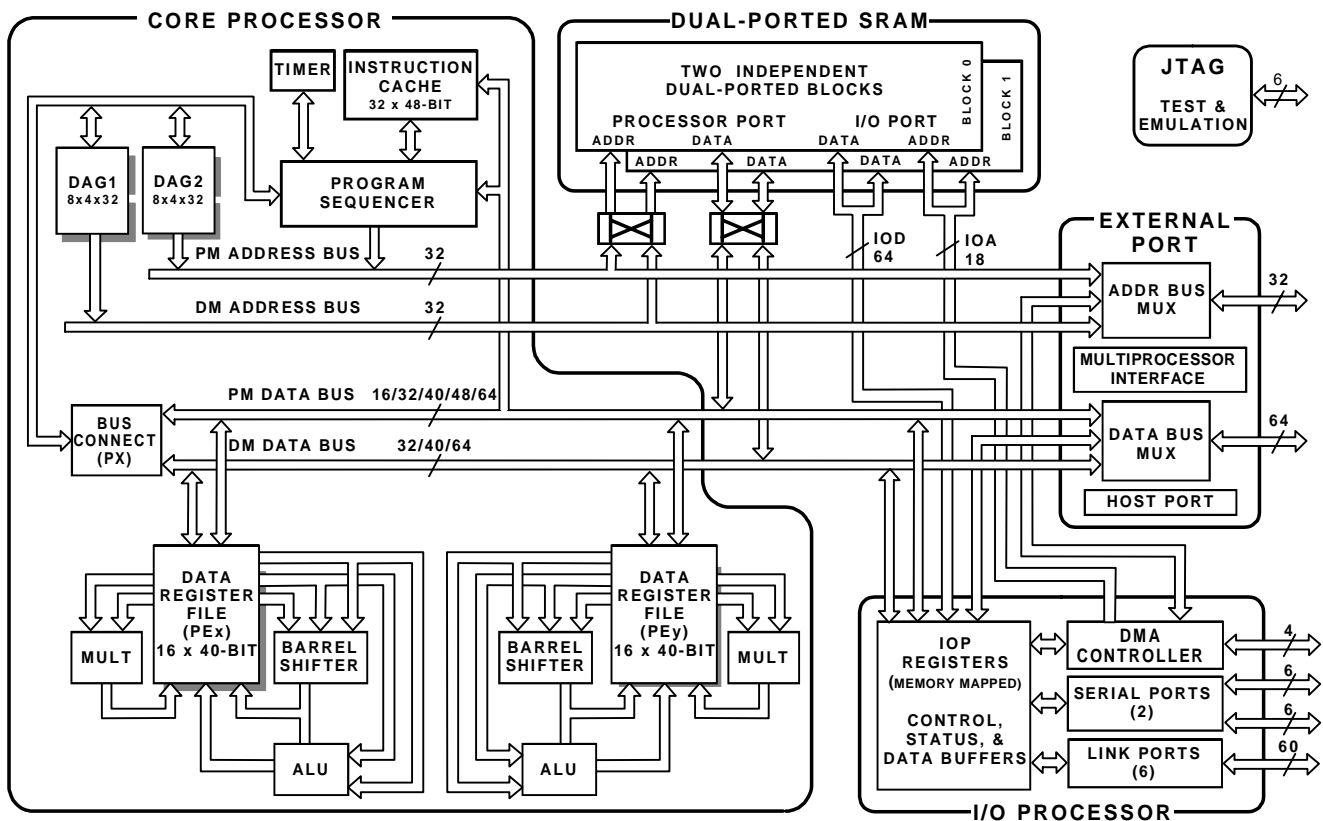 CORE PROCESSOR
TIMER
INSTRUCTION
CACHE
32 x 48-BIT
DAG1
8x4x32
DAG2
8x4x32
PROGRAM
SEQUENCER
PM ADDRESS BUS 32
DM ADDRESS BUS 32
PM DATA BUS 16/32/40/48/64
BUS
CONNECT
(PX)
DM DATA BUS 32/40/64
DATA
REGISTER
FILE
(PEx)
16 x 40-BIT
MULT
BARREL
SHIFTER
ALU
BARREL
SHIFTER
DATA
REGISTER
FILE
(PEy)
16 x 40-BIT
MULT
ALU
DUAL-PORTED SRAM
TWO INDEPENDENT
DUAL-PORTED BLOCKS
BLOCK 0
BLOCK 1
PROCESSOR PORT I/O PORT
ADDR DATA DATA ADDR
ADDR DATA DATA ADDR
IOD
64
IOA
18
JTAG
TEST &
EMULATION
6
EXTERNAL
PORT
ADDR BUS
MUX
32
MULTIPROCESSOR
INTERFACE
DATA BUS
MUX
64
HOST PORT
IOP
REGISTERS
(MEMORY MAPPED)
CONTROL,
STATUS, &
DATA BUFFERS
DMA
CONTROLLER
4
SERIAL PORTS
(2)
6
6
LINK PORTS
(6)
60
I/O PROCESSOR